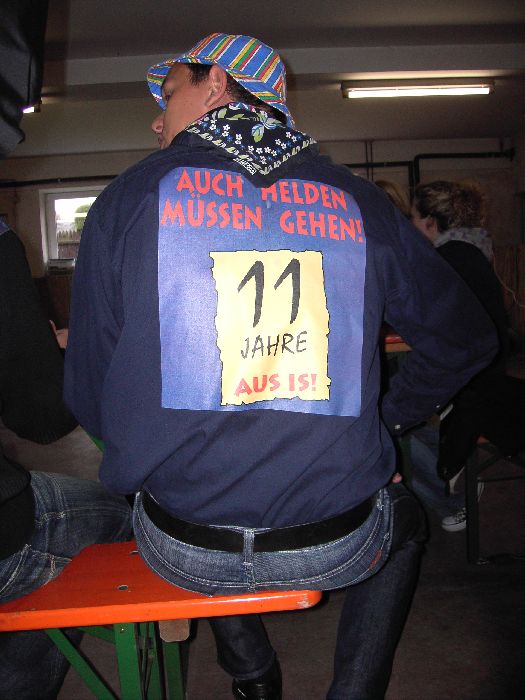 AUCH HELDEN
MÜSSEN GEHEN!
11
JAHRE
AUS IS!